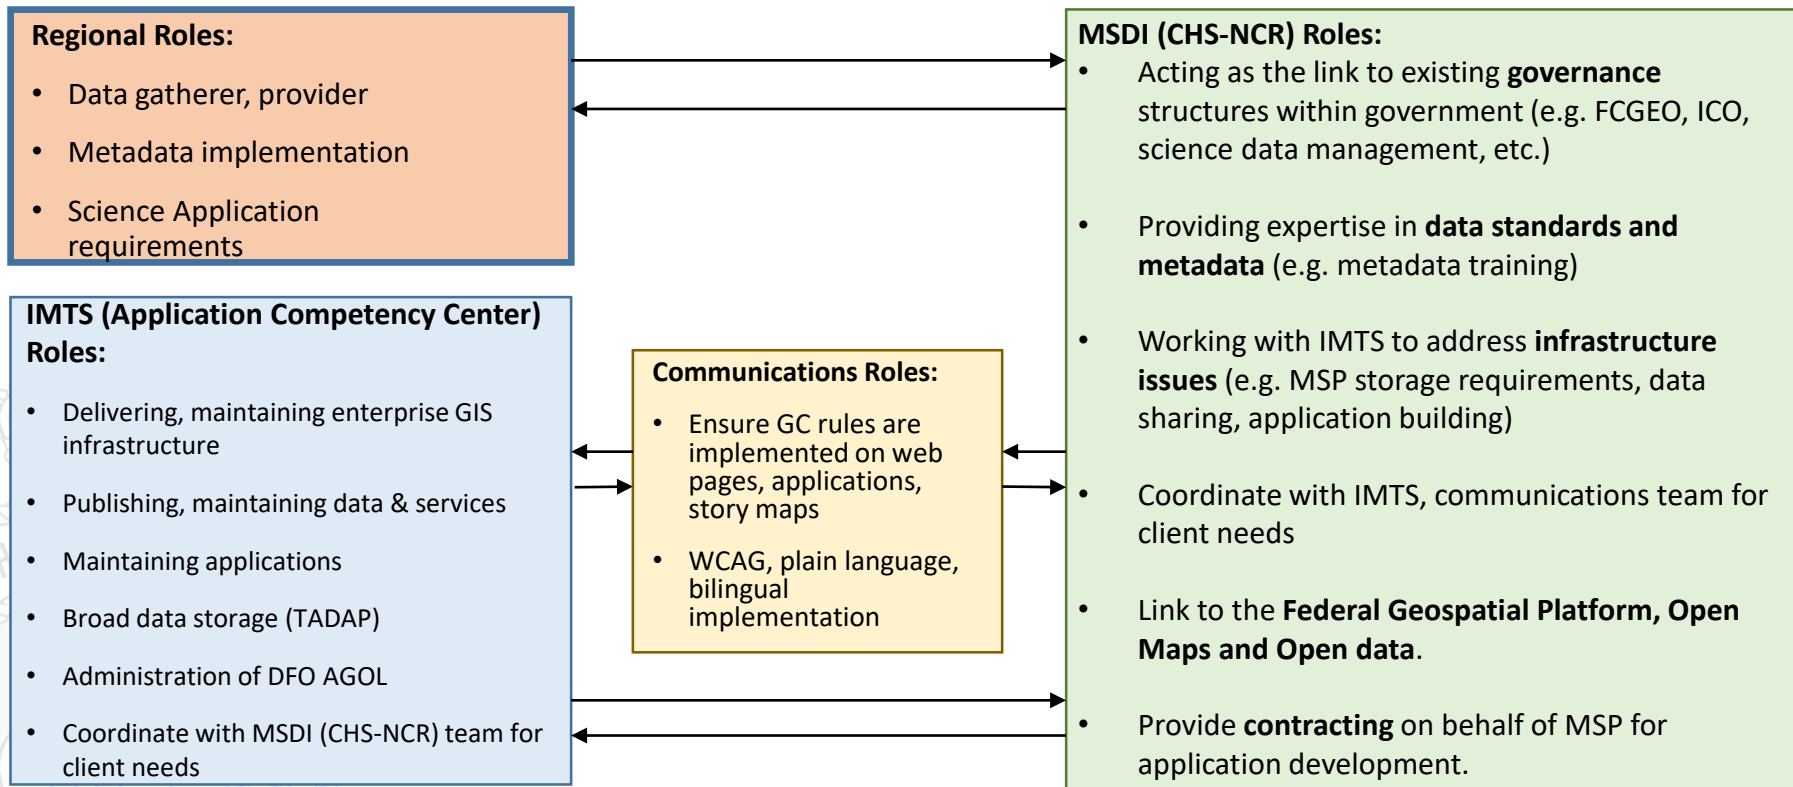 Regional Roles:
• Data gatherer, provider
• Metadata implementation
• Science Application
requirements
IMTS (Application Competency Center)
Roles:
• Delivering, maintaining enterprise GIS
infrastructure
• Publishing, maintaining data & services
• Maintaining applications
• Broad data storage (TADAP)
• Administration of DFO AGOL
• Coordinate with MSDI (CHS-NCR) team for
client needs
Communications Roles:
• Ensure GC rules are
implemented on web
pages, applications,
story maps
• WCAG, plain language,
bilingual
implementation
MSDI (CHS-NCR) Roles:
• Acting as the link to existing governance
structures within government (e.g. FCGEO, ICO,
science data management, etc.)
• Providing expertise in data standards and
metadata (e.g. metadata training)
• Working with IMTS to address infrastructure
issues (e.g. MSP storage requirements, data
sharing, application building)
• Coordinate with IMTS, communications team for
client needs
• Link to the Federal Geospatial Platform, Open
Maps and Open data.
• Provide contracting on behalf of MSP for
application development.